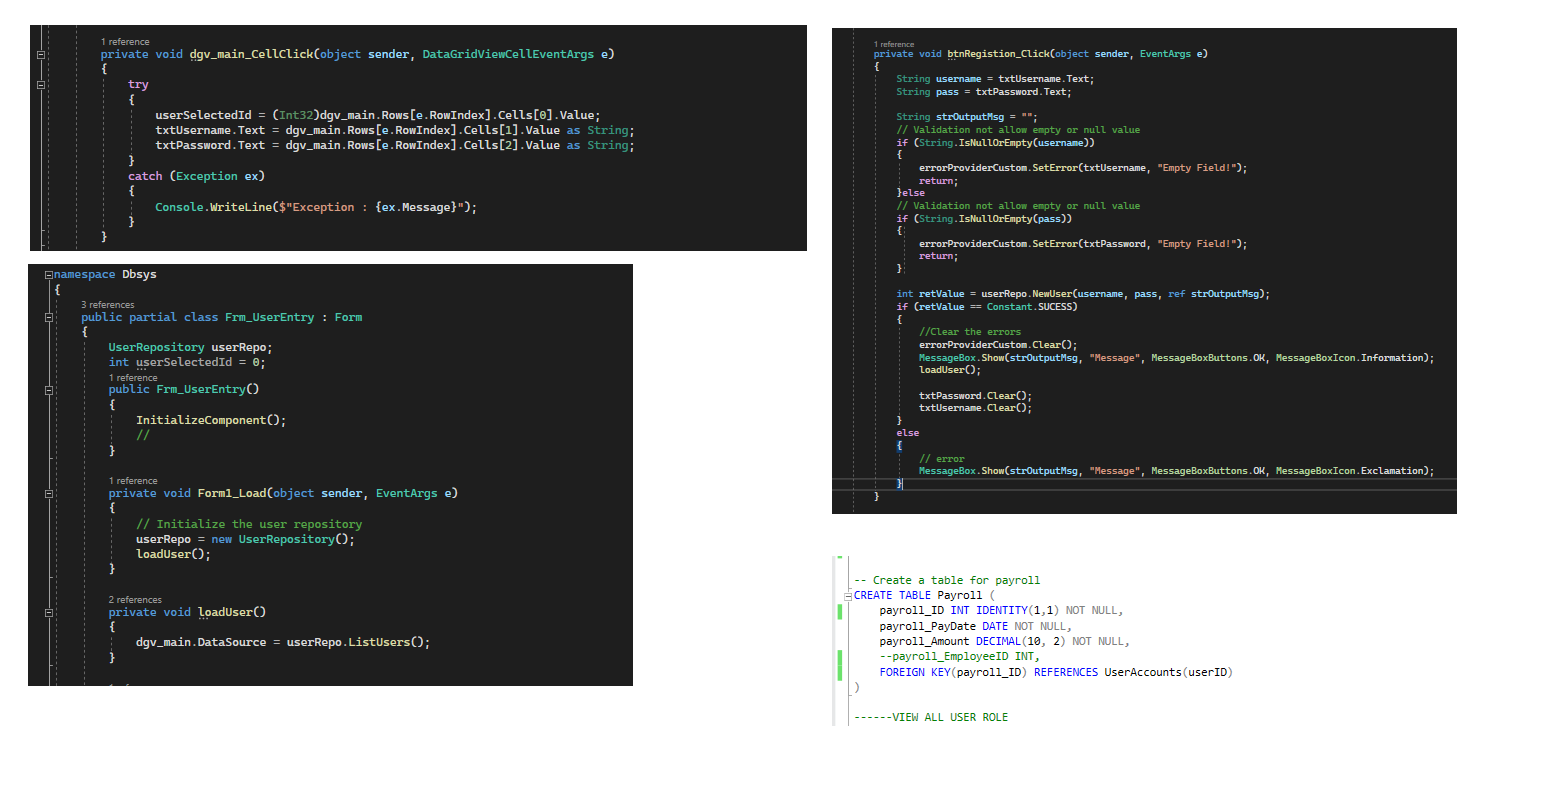 1 reference
private void dgv_main_CellClick(object sender, DataGridViewCellEventArgs e)
{
try
{
userSelectedId = (Int32)dgv_main.Rows[e.RowIndex].Cells[0].Value;
txtUsername.Text = dgv_main.Rows[e.RowIndex].Cells[1].Value as String;
txtPassword.Text = dgv_main.Rows[e.RowIndex].Cells[2].Value as String;
}
catch (Exception ex)
{
Console.WriteLine($"Exception : {ex.Message}");
}
}
namespace Dbsys
{
3 references
public partial class Frm_UserEntry : Form
{
UserRepository userRepo;
int userSelectedId = 0;
1 reference
public Frm_UserEntry()
{
InitializeComponent();
//
}
1 reference
private void Form1_Load(object sender, EventArgs e)
{
// Initialize the user repository
userRepo = new UserRepository();
loadUser();
}
2 references
private void loadUser()
{
dgv_main.DataSource = userRepo.ListUsers();
}
1 reference
private void btnRegistion_Click(object sender, EventArgs e)
{
String username = txtUsername.Text;
String pass = txtPassword.Text;
String strOutputMsg = "";
// Validation not allow empty or null value
if (String.IsNullOrEmpty(username))
{
errorProviderCustom.SetError(txtUsername, "Empty Field!");
return;
}else
// Validation not allow empty or null value
if (String.IsNullOrEmpty(pass))
{
errorProviderCustom.SetError(txtPassword, "Empty Field!");
return;
}
int retValue = userRepo.NewUser(username, pass, ref strOutputMsg);
if (retValue == Constant.SUCESS)
{
//Clear the errors
errorProviderCustom.Clear();
MessageBox.Show(strOutputMsg, "Message", MessageBoxButtons.OK, MessageBoxIcon.Information);
loadUser();
txtPassword.Clear();
txtUsername.Clear();
}
else
{
// error
MessageBox.Show(strOutputMsg, "Message", MessageBoxButtons.OK, MessageBoxIcon.Exclamation);
}
}
-- Create a table for payroll
CREATE TABLE Payroll (
payroll_ID INT IDENTITY(1,1) NOT NULL,
payroll_PayDate DATE NOT NULL,
payroll_Amount DECIMAL(10, 2) NOT NULL,
--payroll_EmployeeID INT,
FOREIGN KEY(payroll_ID) REFERENCES UserAccounts(userID)
)
------VIEW ALL USER ROLE